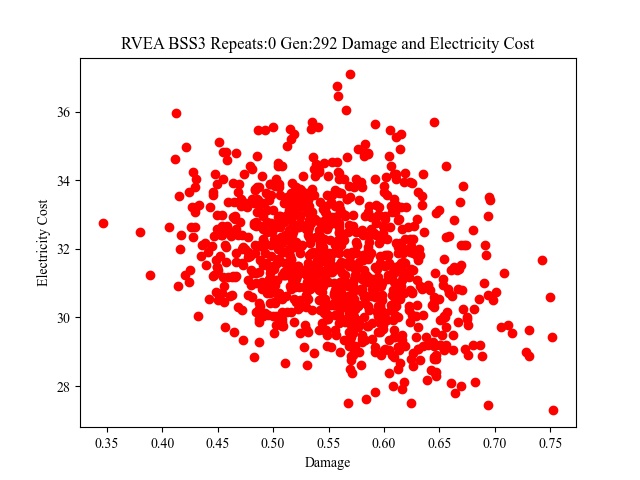 RVEA BSS3 Repeats:0 Gen:292 Damage and Electricity Cost
36
34
32
30
28
Electricity Cost
0.35 0.40 0.45 0.50 0.55 0.60 0.65 0.70 0.75
Damage